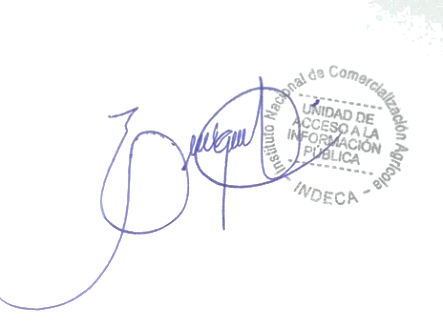 Instituto Nacional de Comercialización Agrícola
UNIDAD DE
ACCESO A LA
INFORMACIÓN
PÚBLICA
- INDECA -